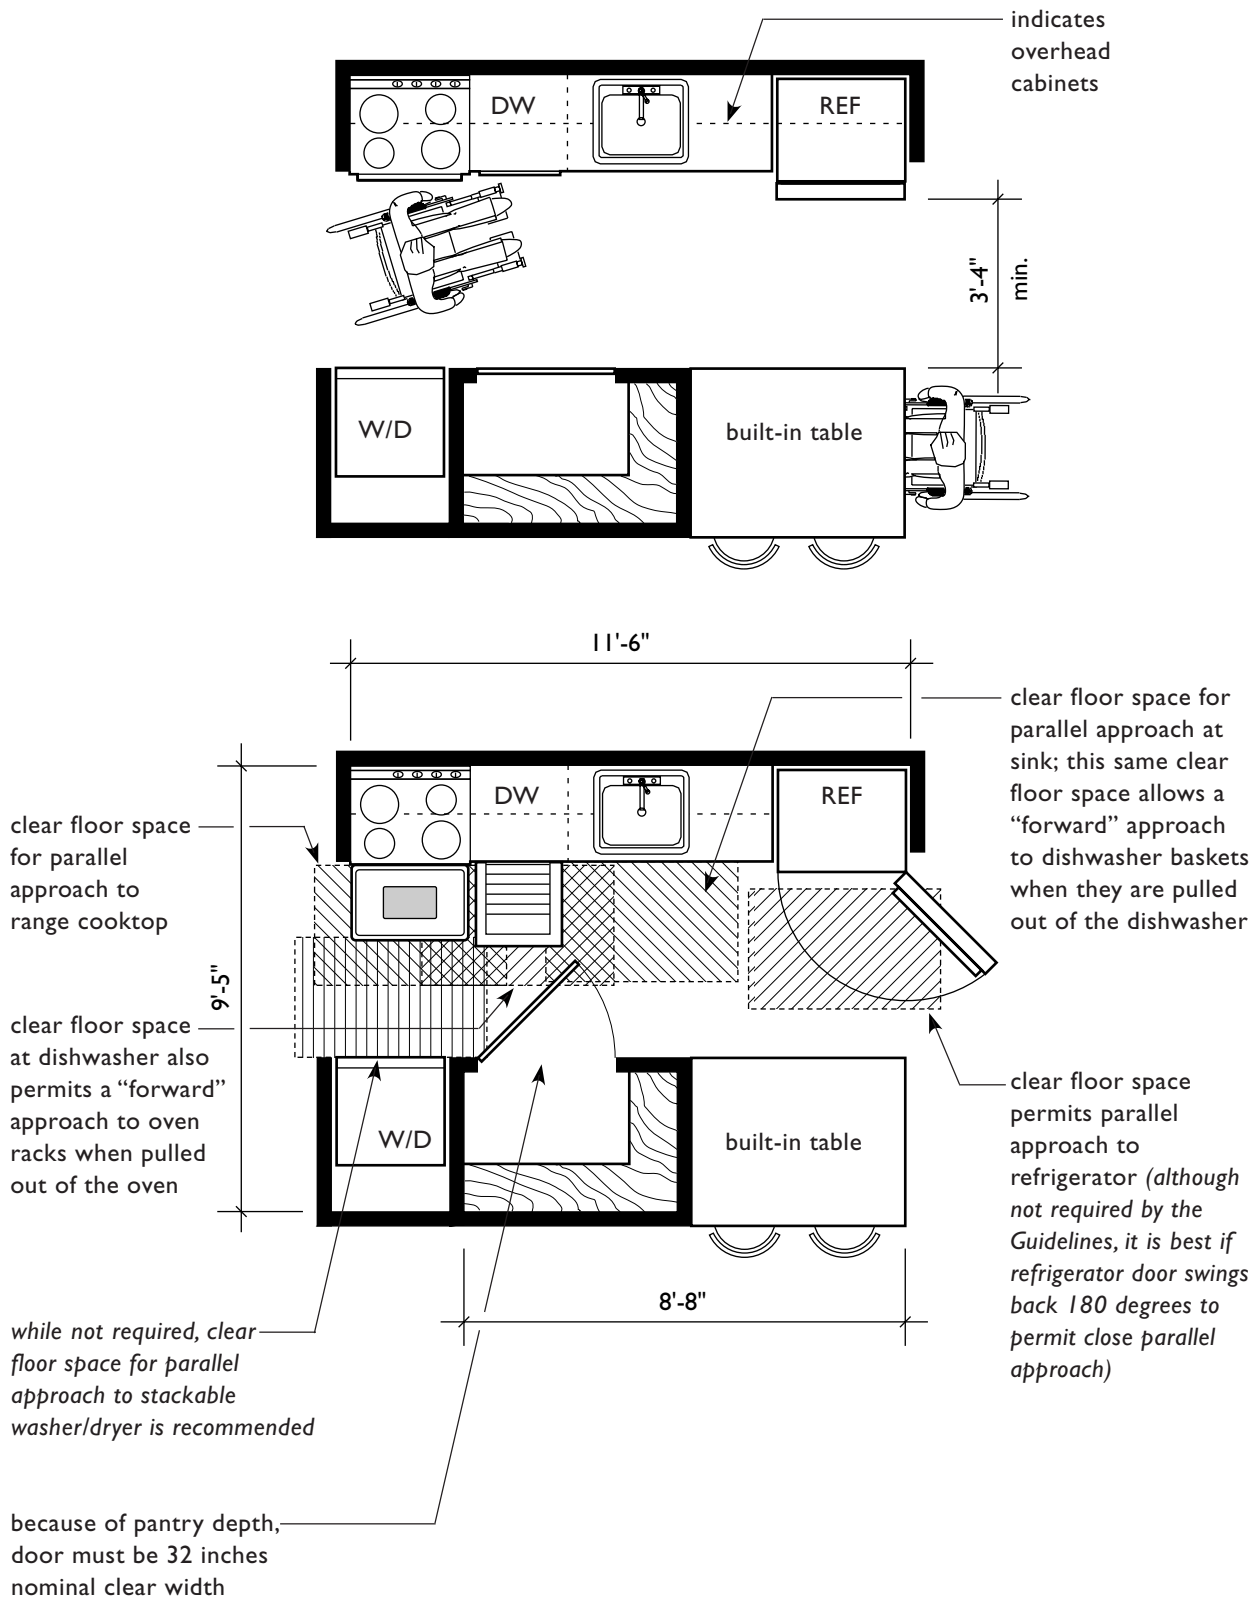 indicates
overhead
cabinets
DW
REF
3'-4"
min.
W/D
built-in table
11'-6"
clear floor space for
parallel approach at
sink; this same clear
floor space allows a
“forward” approach
to dishwasher baskets
when they are pulled
out of the dishwasher
DW
REF
clear floor space
for parallel
approach to
range cooktop
9'-5"
clear floor space
at dishwasher also
permits a “forward”
approach to oven
racks when pulled
out of the oven
W/D
built-in table
clear floor space
permits parallel
approach to
refrigerator (although
not required by the
Guidelines, it is best if
refrigerator door swings
back 180 degrees to
permit close parallel
approach)
8'-8"
while not required, clear
floor space for parallel
approach to stackable
washer/dryer is recommended
because of pantry depth,
door must be 32 inches
nominal clear width